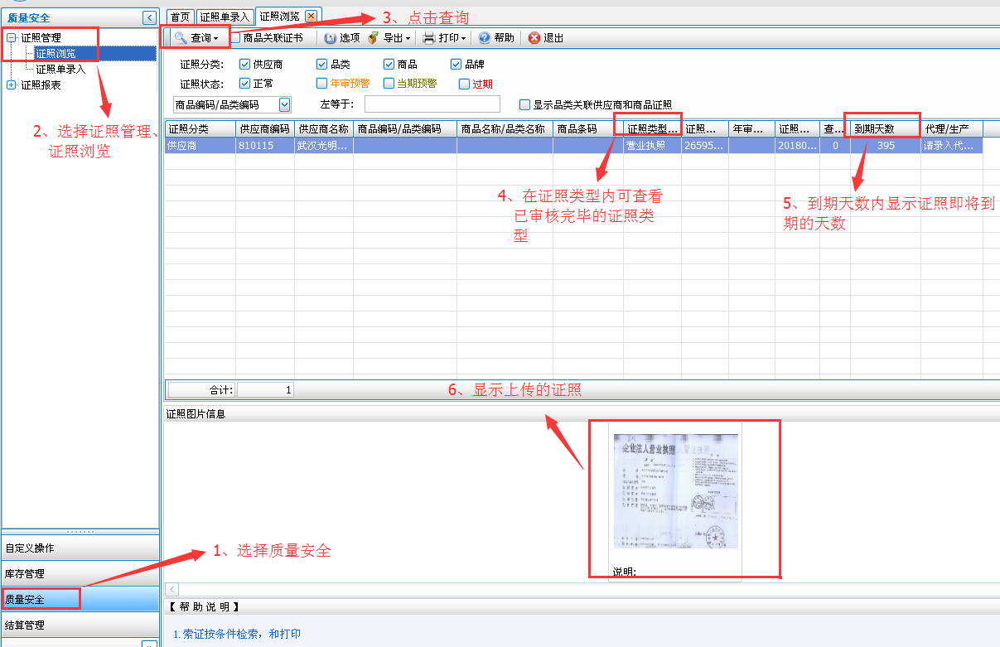 质量安全
首页 证照单录入 证照浏览
3、点击查询
证照管理
证照浏览
证照单录入
证照报表
查询 商品关联证书 选项 导出 打印 帮助 退出
证照分类: 供应商 品类 商品 品牌
证照状态: 正常 年审预警 当期预警 过期
商品编码/品类编码 左等于: 显示品类关联供应商和商品证照
2、选择证照管理、
证照浏览
证照分类 供应商编码 供应商名称 商品编码/品类编码 商品名称/品类名称 商品条码 证照类型... 证照... 年审... 证照... 查... 到期天数 代理/生产
供应商 810115 武汉光明... 营业执照 26595... 20180... 0 395 请录入代...
4、在证照类型内可查看
已审核完毕的证照类
型
5、到期天数内显示证照即将到
期的天数
合计: 1
6、显示上传的证照
证照图片信息
企业法人营业执照
说明:
1、选择质量安全
自定义操作
库存管理
质量安全
结算管理
【帮助说明】
1.索证按条件检索，和打印